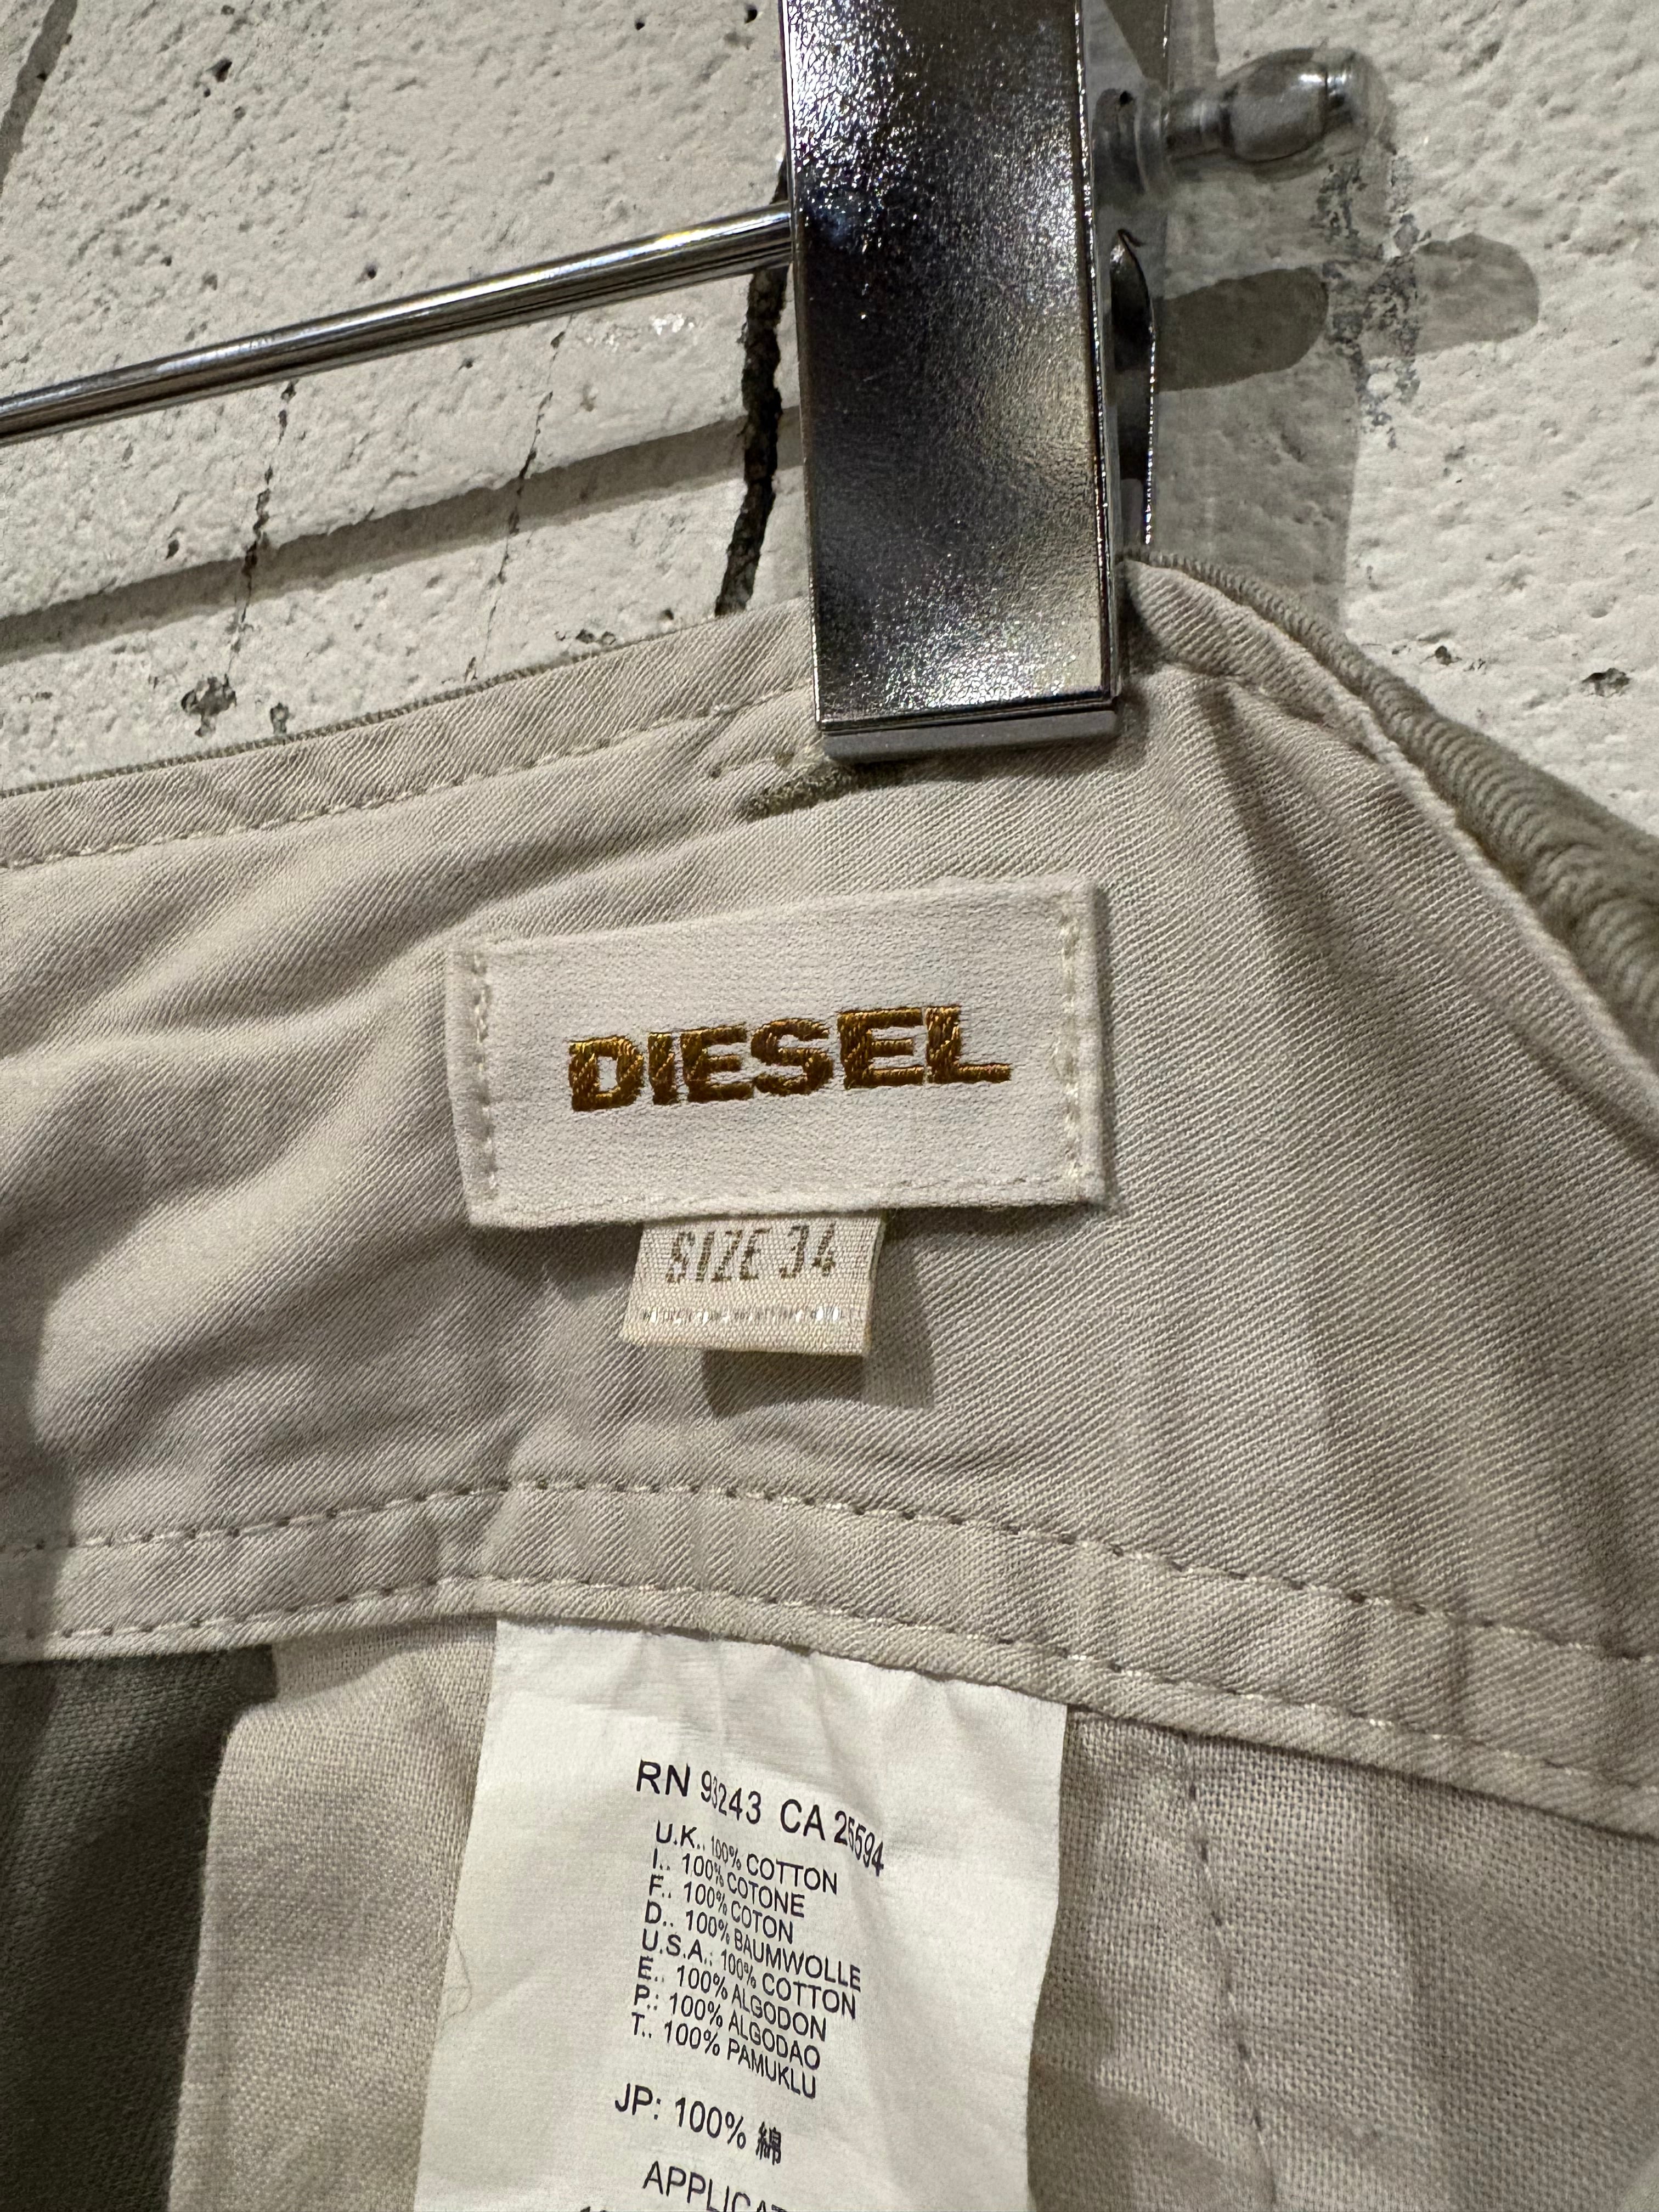 DIESEL
SIZE 34
RN 93243 CA 25594
U.K.: 100% COTTON
I.: 100% COTONE
F.: 100% COTON
D.: 100% BAUMWOLLE
U.S.A.: 100% COTTON
E.: 100% ALGODON
P.: 100% ALGODAO
T.: 100% PAMUKLU
JP: 100% 綿